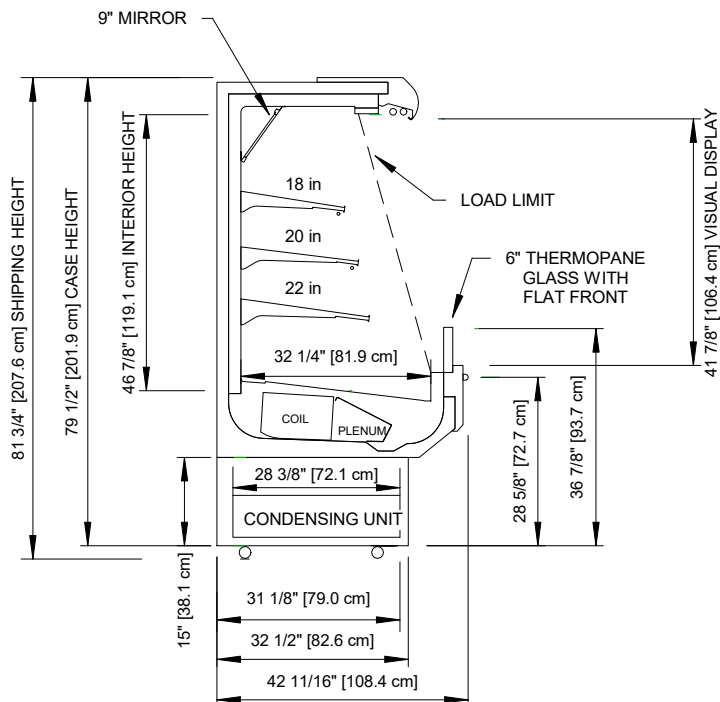 9" MIRROR
81 3/4" [207.6 cm] SHIPPING HEIGHT
79 1/2" [201.9 cm] CASE HEIGHT
46 7/8" [119.1 cm] INTERIOR HEIGHT
18 in
20 in
22 in
LOAD LIMIT
6" THERMOPANE
GLASS WITH
FLAT FRONT
41 7/8" [106.4 cm] VISUAL DISPLAY
32 1/4" [81.9 cm]
COIL
PLENUM
28 5/8" [72.7 cm]
36 7/8" [93.7 cm]
28 3/8" [72.1 cm]
CONDENSING UNIT
15" [38.1 cm]
31 1/8" [79.0 cm]
32 1/2" [82.6 cm]
42 11/16" [108.4 cm]